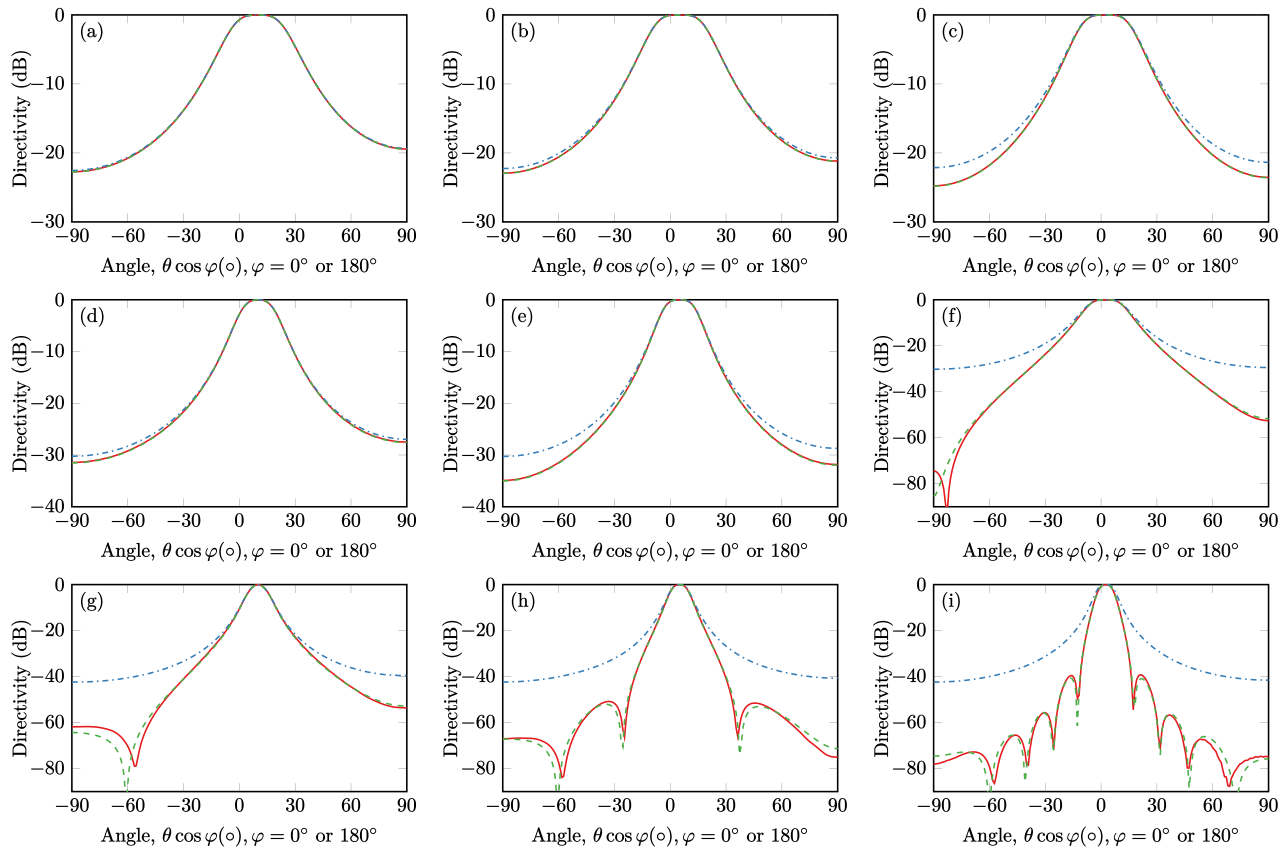 (a)
Directivity (dB)
0
−10
−20
−30
−90 −60 −30 0 30 60 90
Angle, θ cos φ(∘), φ = 0° or 180°
(b)
Directivity (dB)
0
−10
−20
−30
−90 −60 −30 0 30 60 90
Angle, θ cos φ(∘), φ = 0° or 180°
(c)
Directivity (dB)
0
−10
−20
−30
−90 −60 −30 0 30 60 90
Angle, θ cos φ(∘), φ = 0° or 180°
(d)
Directivity (dB)
0
−10
−20
−30
−40
−90 −60 −30 0 30 60 90
Angle, θ cos φ(∘), φ = 0° or 180°
(e)
Directivity (dB)
0
−10
−20
−30
−40
−90 −60 −30 0 30 60 90
Angle, θ cos φ(∘), φ = 0° or 180°
(f)
Directivity (dB)
0
−20
−40
−60
−80
−90 −60 −30 0 30 60 90
Angle, θ cos φ(∘), φ = 0° or 180°
(g)
Directivity (dB)
0
−20
−40
−60
−80
−90 −60 −30 0 30 60 90
Angle, θ cos φ(∘), φ = 0° or 180°
(h)
Directivity (dB)
0
−20
−40
−60
−80
−90 −60 −30 0 30 60 90
Angle, θ cos φ(∘), φ = 0° or 180°
(i)
Directivity (dB)
0
−20
−40
−60
−80
−90 −60 −30 0 30 60 90
Angle, θ cos φ(∘), φ = 0° or 180°